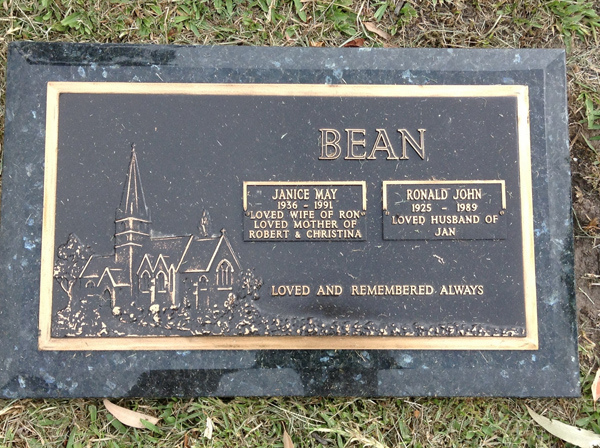 BEAN
JANICE MAY
1936 - 1991
"LOVED WIFE OF RON"
LOVED MOTHER OF
ROBERT & CHRISTINA
RONALD JOHN
1925 - 1989
"LOVED HUSBAND OF"
JAN
LOVED AND REMEMBERED ALWAYS